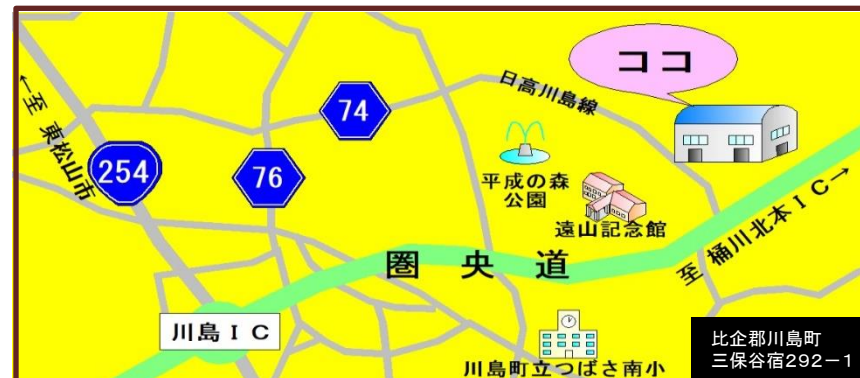 ココ
日高川島線
74
←至 東松山市
254
76
平成の森
公園
遠山記念館
圏央道
至 桶川北本IC→
川島IC
川島町立つばさ南小
比企郡川島町
三保谷宿292－1